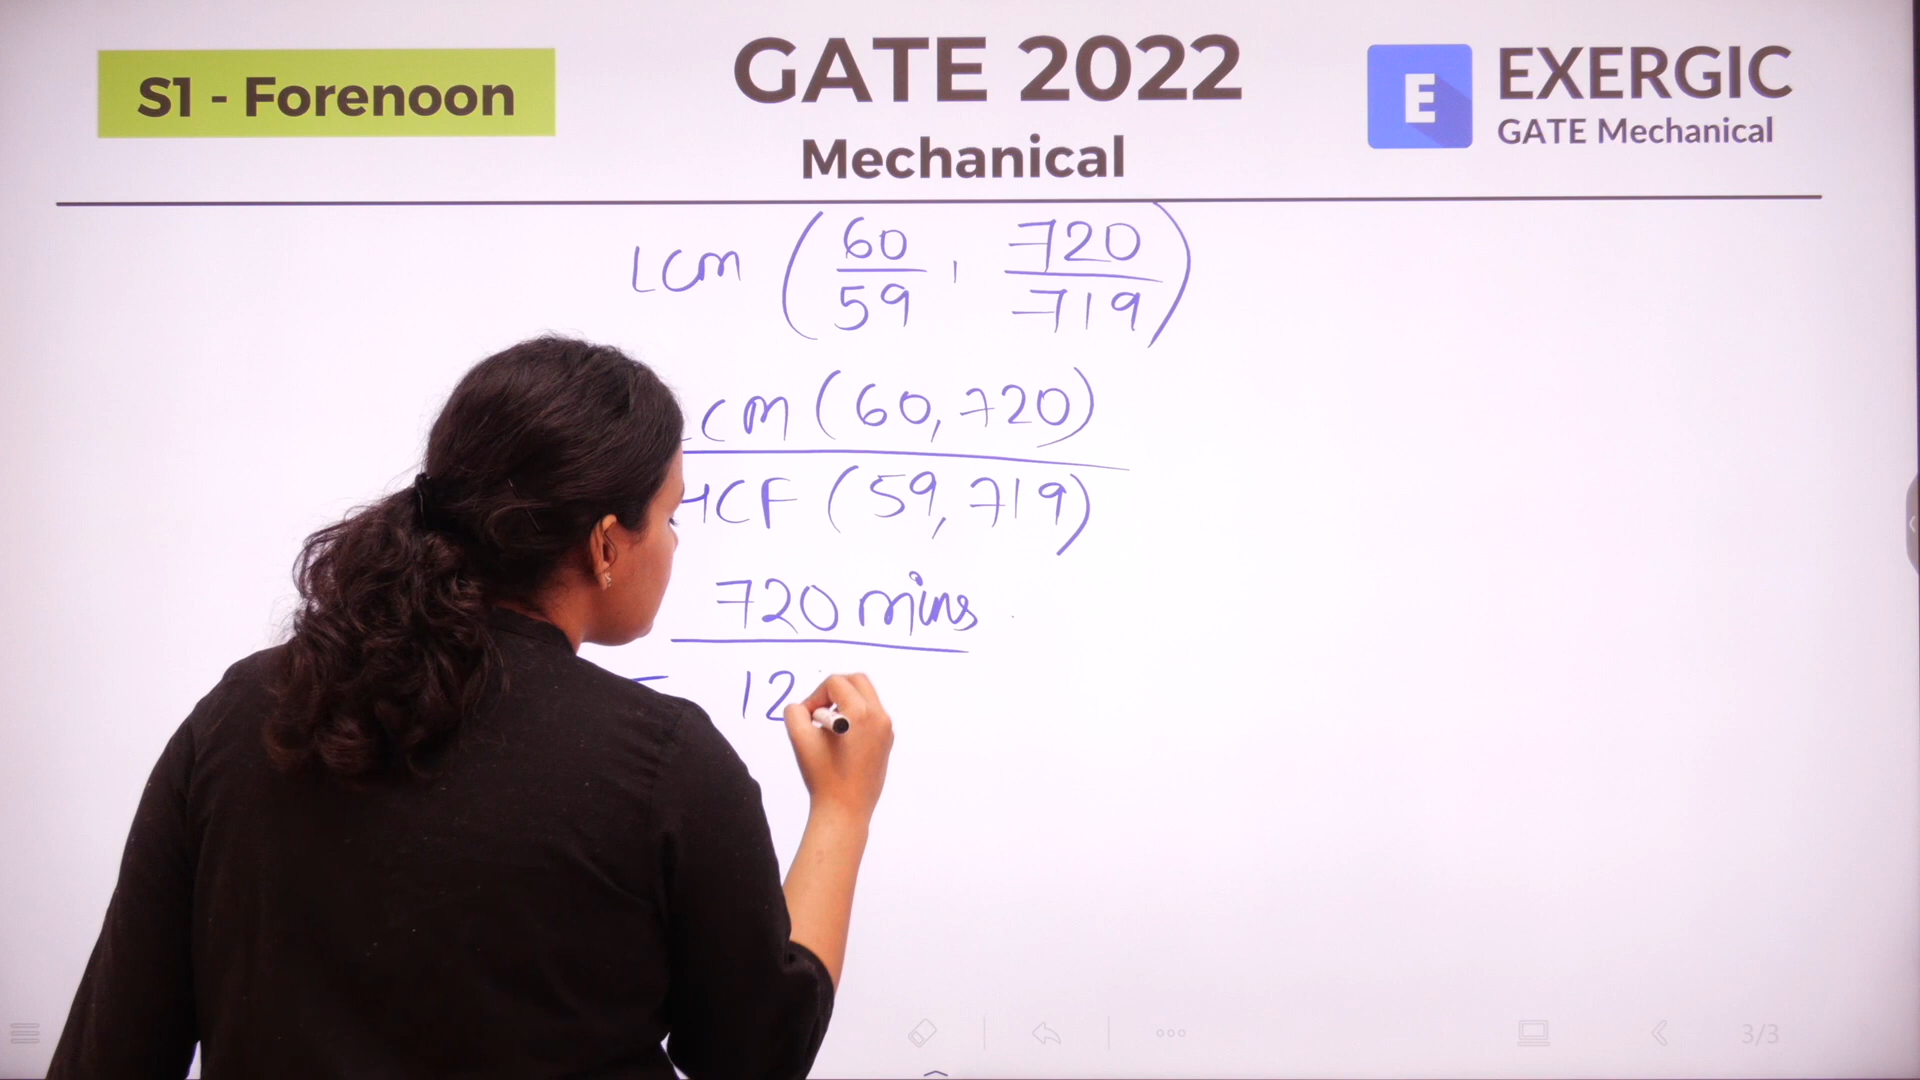 S1 - Forenoon
GATE 2022
Mechanical
E
EXERGIC
GATE Mechanical
LCM ( 60/59 , 720/719 )
CM (60, 720)
HCF (59, 719)
720 mins
= 12
3/3